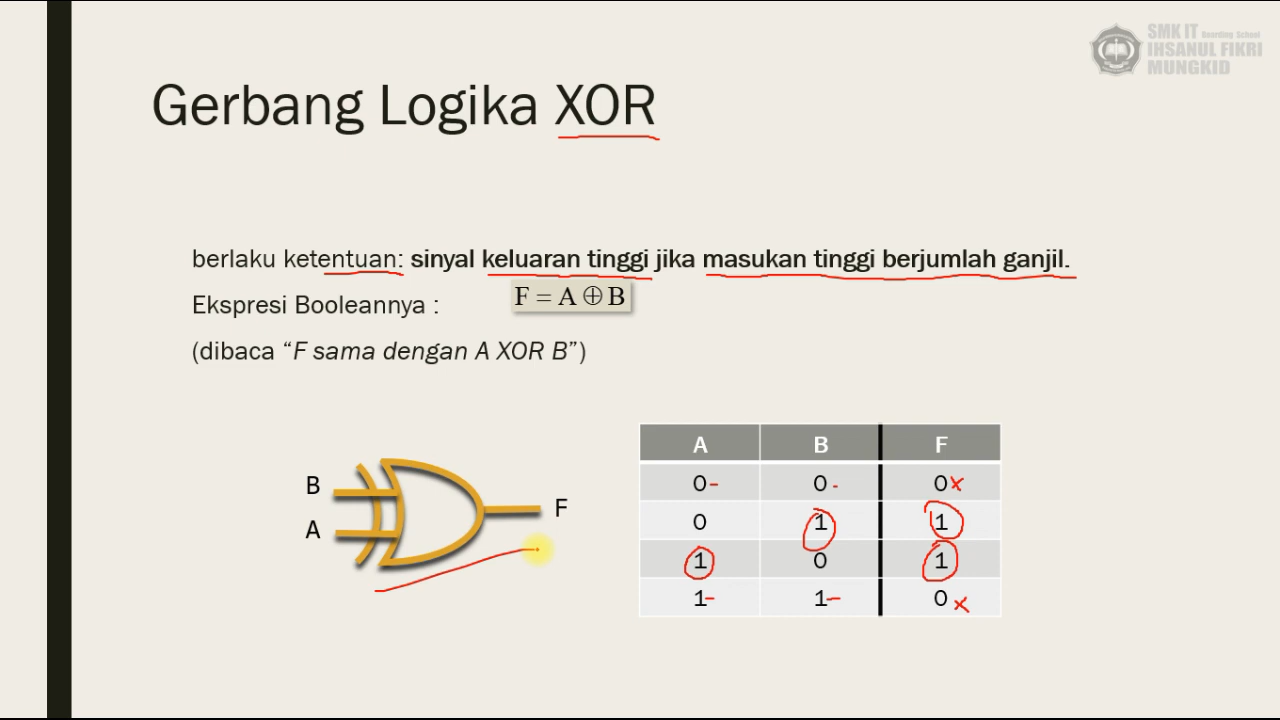 SMK IT Boarding School
IHSANUL FIKRI
MUNGKID
Gerbang Logika XOR
berlaku ketentuan: sinyal keluaran tinggi jika masukan tinggi berjumlah ganjil.
Ekspresi Booleannya : F = A ⊕ B
(dibaca “F sama dengan A XOR B”)
B
A
F
A B F
0 0 0
0 1 1
1 0 1
1 1 0